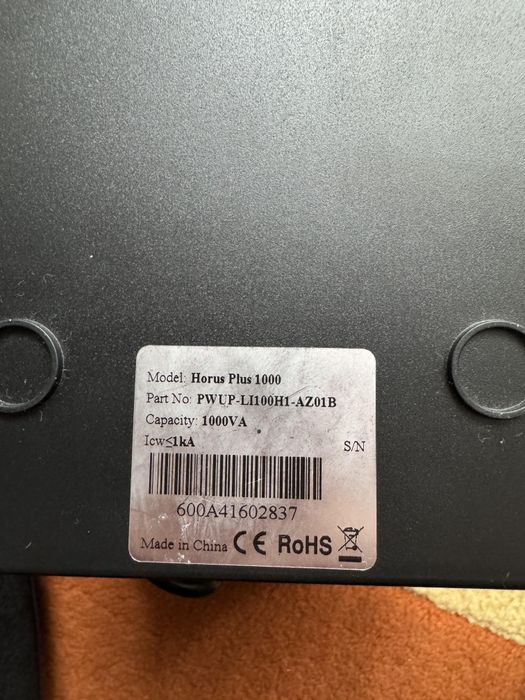 Model: Horus Plus 1000
Part No: PWUP-LI100H1-AZ01B
Capacity: 1000VA
Icw≤1kA S/N
600A41602837
Made in China CE RoHS